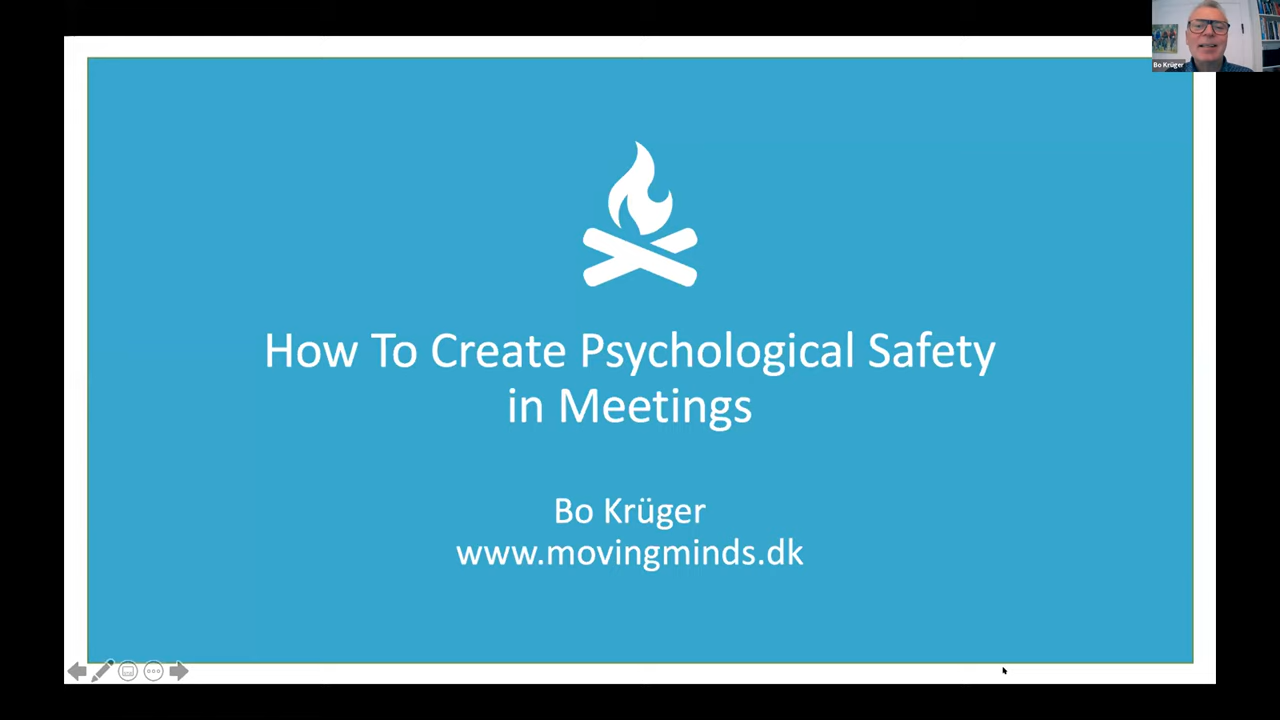 Bo Krüger
How To Create Psychological Safety
in Meetings
Bo Krüger
www.movingminds.dk